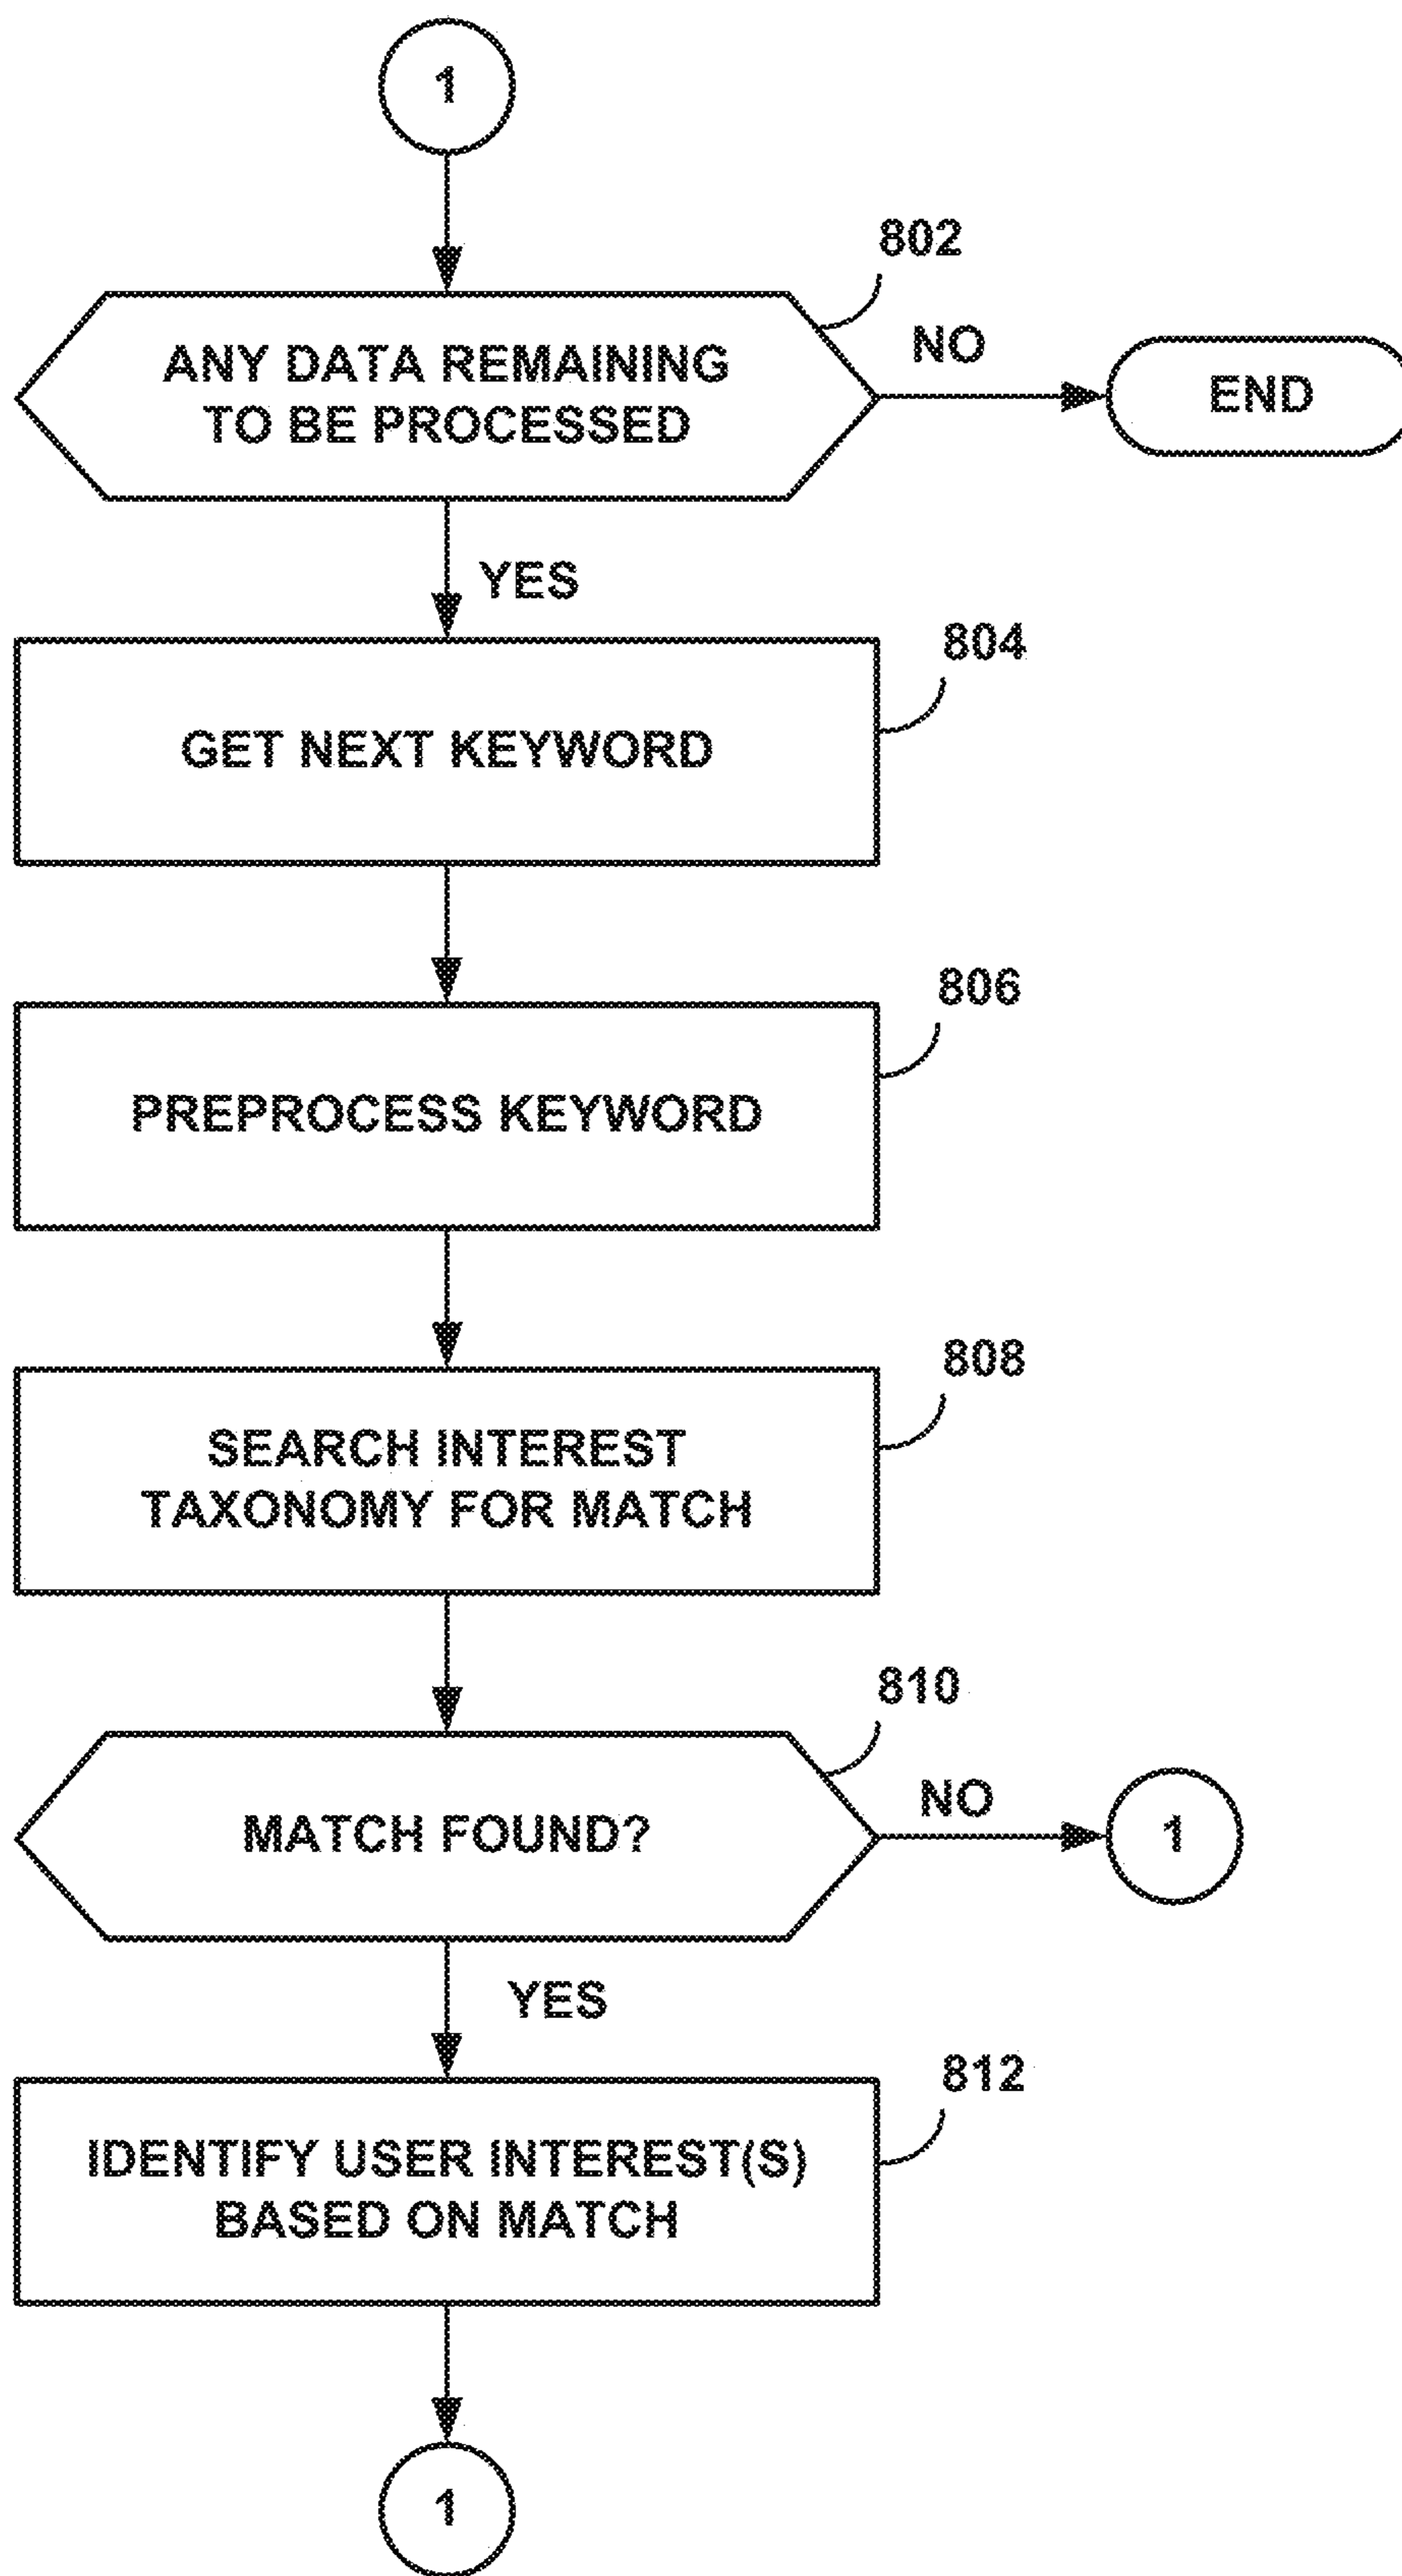 1
802
ANY DATA REMAINING
TO BE PROCESSED
NO
END
YES
804
GET NEXT KEYWORD
806
PREPROCESS KEYWORD
808
SEARCH INTEREST
TAXONOMY FOR MATCH
810
MATCH FOUND?
NO
1
YES
812
IDENTIFY USER INTEREST(S)
BASED ON MATCH
1